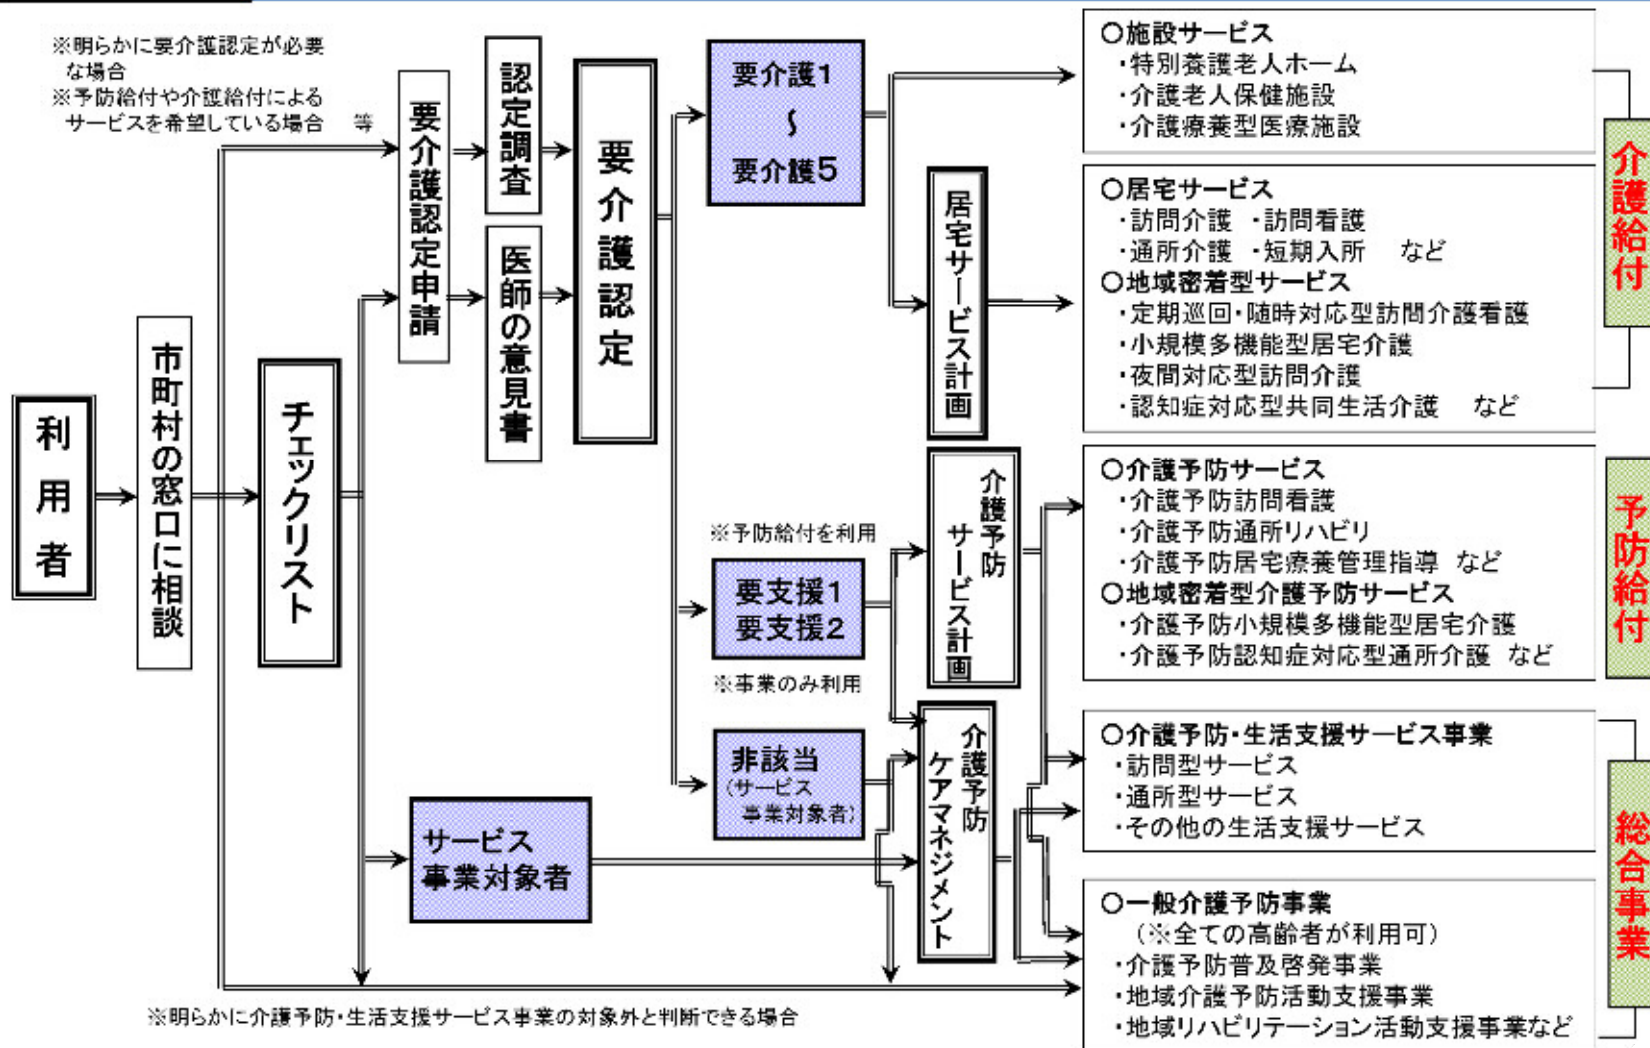 ※明らかに要介護認定が必要
な場合
※予防給付や介護給付による
サービスを希望している場合　等
利用者
市町村の窓口に相談
チェックリスト
要介護認定申請
認定調査
医師の意見書
要介護認定
要介護1
〜
要介護5
※予防給付を利用
要支援1
要支援2
※事業のみ利用
非該当
(サービス
事業対象者)
サービス
事業対象者
居宅サービス計画
介護予防
サービス計画
介護予防
ケアマネジメント
○施設サービス
・特別養護老人ホーム
・介護老人保健施設
・介護療養型医療施設
○居宅サービス
・訪問介護　・訪問看護
・通所介護　・短期入所　など
○地域密着型サービス
・定期巡回・随時対応型訪問介護看護
・小規模多機能型居宅介護
・夜間対応型訪問介護
・認知症対応型共同生活介護　など
介護給付
○介護予防サービス
・介護予防訪問看護
・介護予防通所リハビリ
・介護予防居宅療養管理指導　など
○地域密着型介護予防サービス
・介護予防小規模多機能型居宅介護
・介護予防認知症対応型通所介護　など
予防給付
○介護予防・生活支援サービス事業
・訪問型サービス
・通所型サービス
・その他の生活支援サービス
○一般介護予防事業
(※全ての高齢者が利用可)
・介護予防普及啓発事業
・地域介護予防活動支援事業
・地域リハビリテーション活動支援事業など
総合事業
※明らかに介護予防・生活支援サービス事業の対象外と判断できる場合